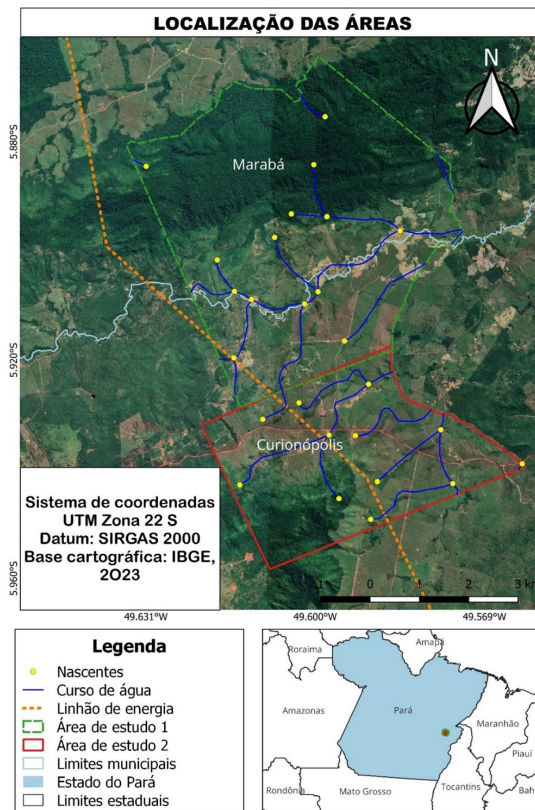 LOCALIZAÇÃO DAS ÁREAS
N
5.880°S
Marabá
5.920°S
Curionópolis
Sistema de coordenadas
UTM Zona 22 S
Datum: SIRGAS 2000
Base cartográfica: IBGE,
2O23
5.960°S
1 0 1 2 3 km
49.631°W 49.600°W 49.569°W
Legenda
Nascentes
Curso de água
Linhão de energia
Área de estudo 1
Área de estudo 2
Limites municipais
Estado do Pará
Limites estaduais
Roraima
Amapá
Amazonas
Pará
Maranhão
Piauí
Rondônia
Mato Grosso
Tocantins
Bah